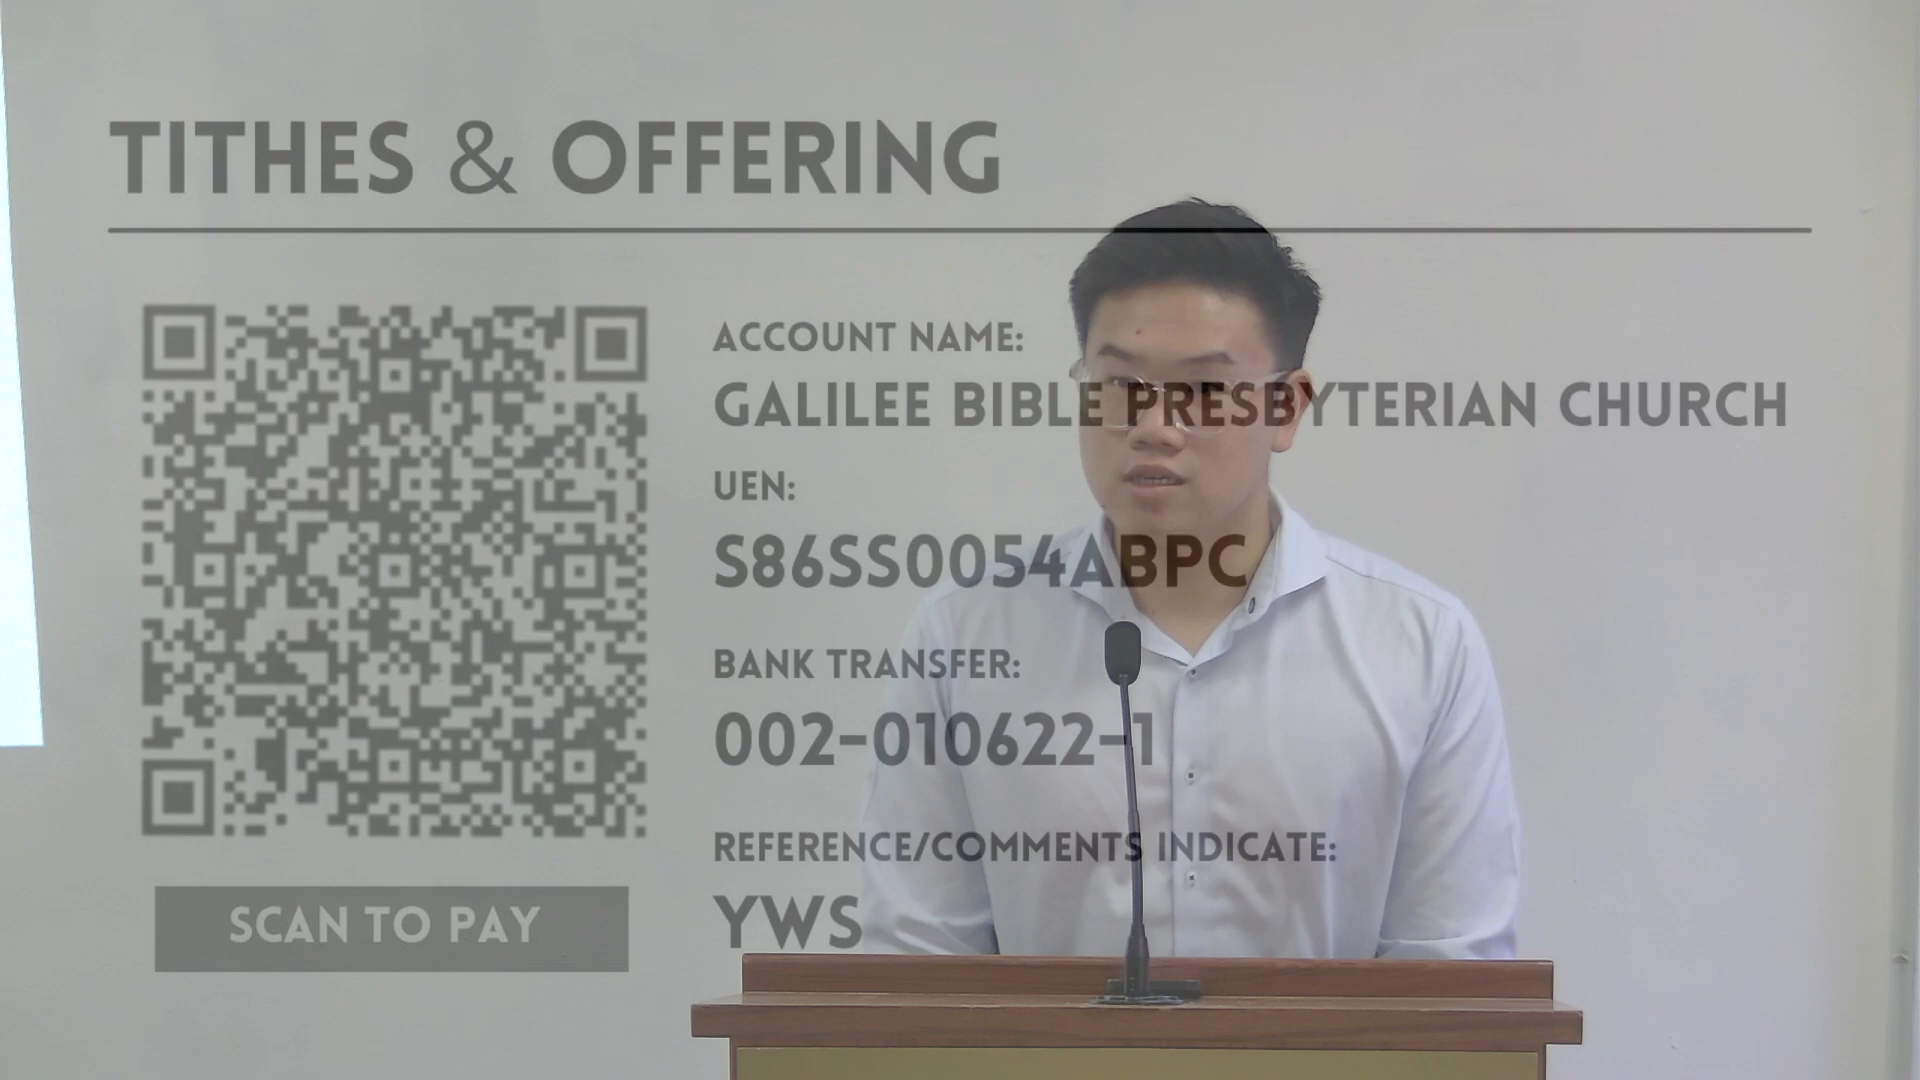 TITHES & OFFERING
ACCOUNT NAME:
GALILEE BIBLE PRESBYTERIAN CHURCH
UEN:
S86SS0054ABPC
BANK TRANSFER:
002-010622-1
REFERENCE/COMMENTS INDICATE:
YWS
SCAN TO PAY